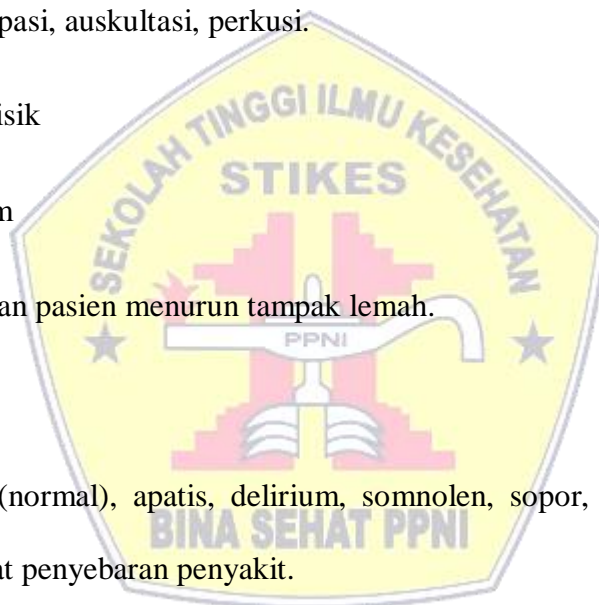 pasi, auskultasi, perkusi.
isik
SEKOLAH TINGGI ILMU KESEHATAN
STIKES
an pasien menurun tampak lemah.
PPNI
(normal), apatis, delirium, somnolen, sopor,
BINA SEHAT PPNI
at penyebaran penyakit.